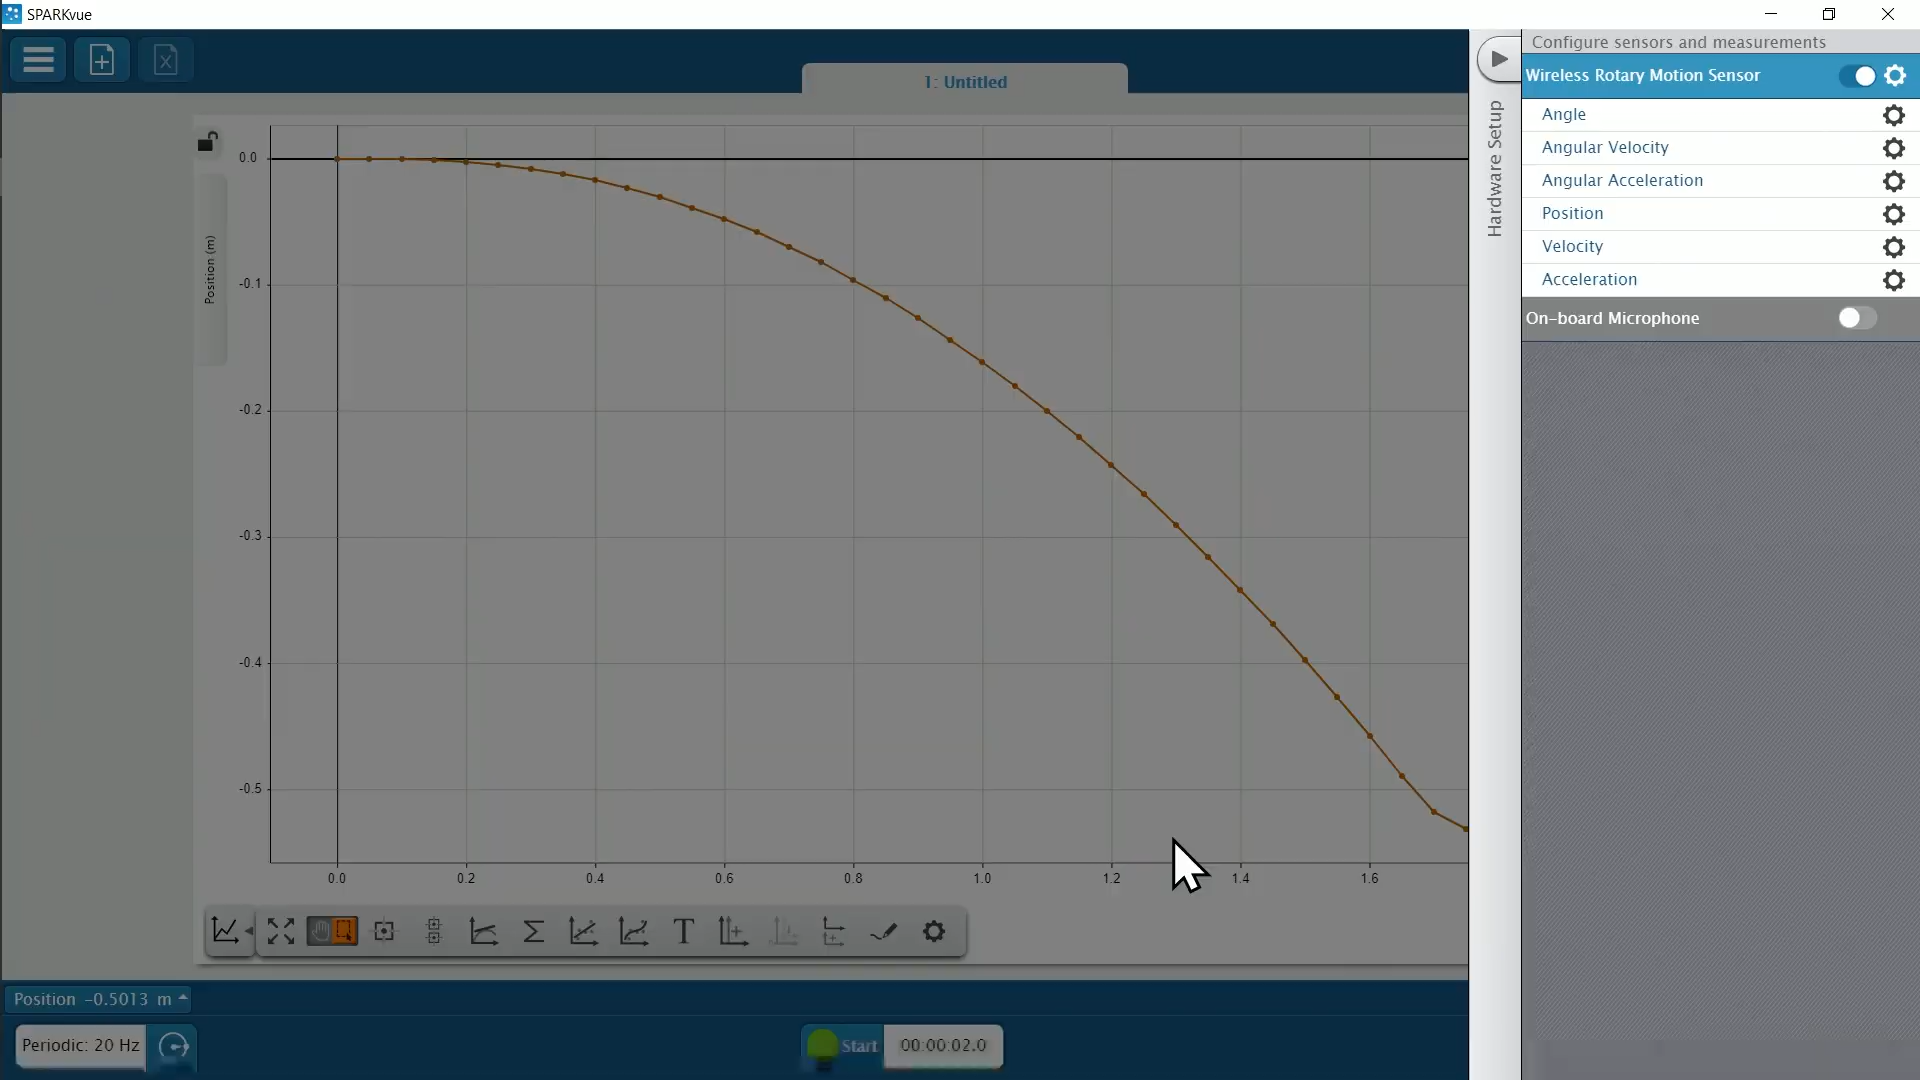 SPARKvue
1: Untitled
Configure sensors and measurements
Wireless Rotary Motion Sensor
Angle
Angular Velocity
Angular Acceleration
Position
Velocity
Acceleration
On-board Microphone
Hardware Setup
Position (m)
0.0
-0.1
-0.2
-0.3
-0.4
-0.5
0.0 0.2 0.4 0.6 0.8 1.0 1.2 1.4 1.6
Position -0.5013 m
Periodic: 20 Hz
Start 00:00:02.0